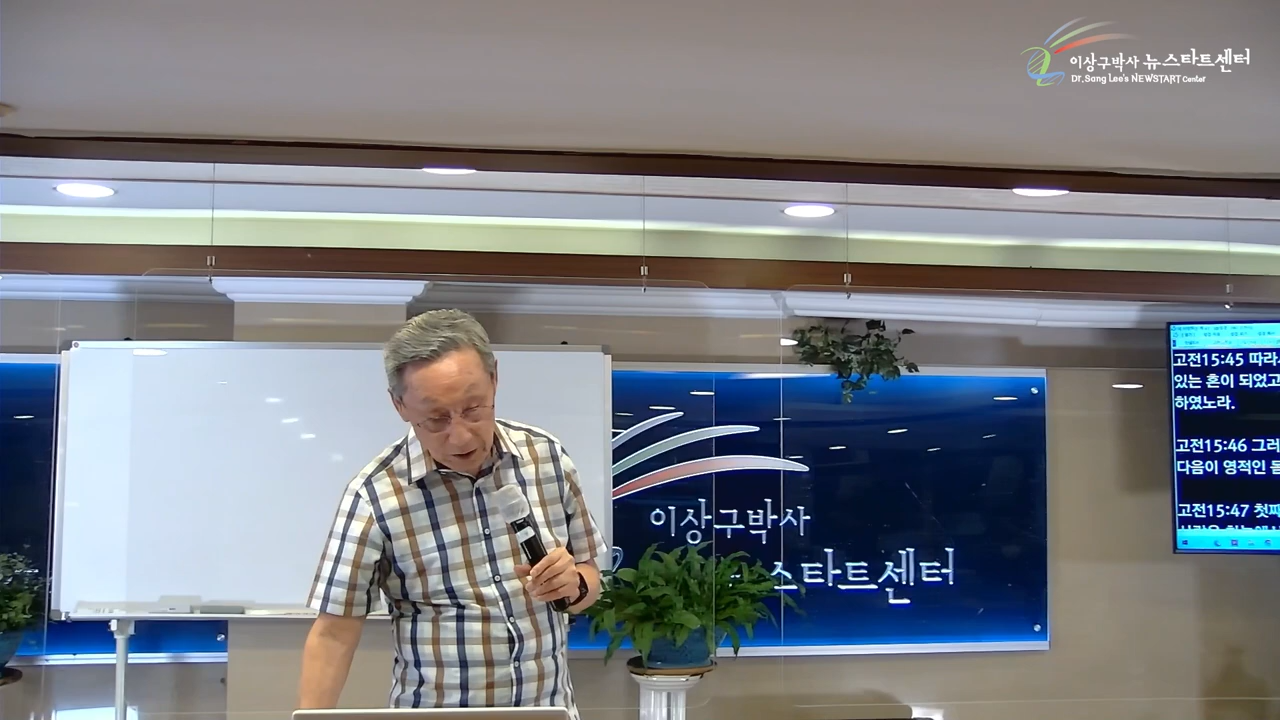 이상구박사 뉴스타트센터
Dr. Sang Lee's NEWSTART Center
고전15:45 따라
있는 혼이 되었고
하였노라.
고전15:46 그러
다음이 영적인
고전15:47 첫째
이상구박사
스타트센터